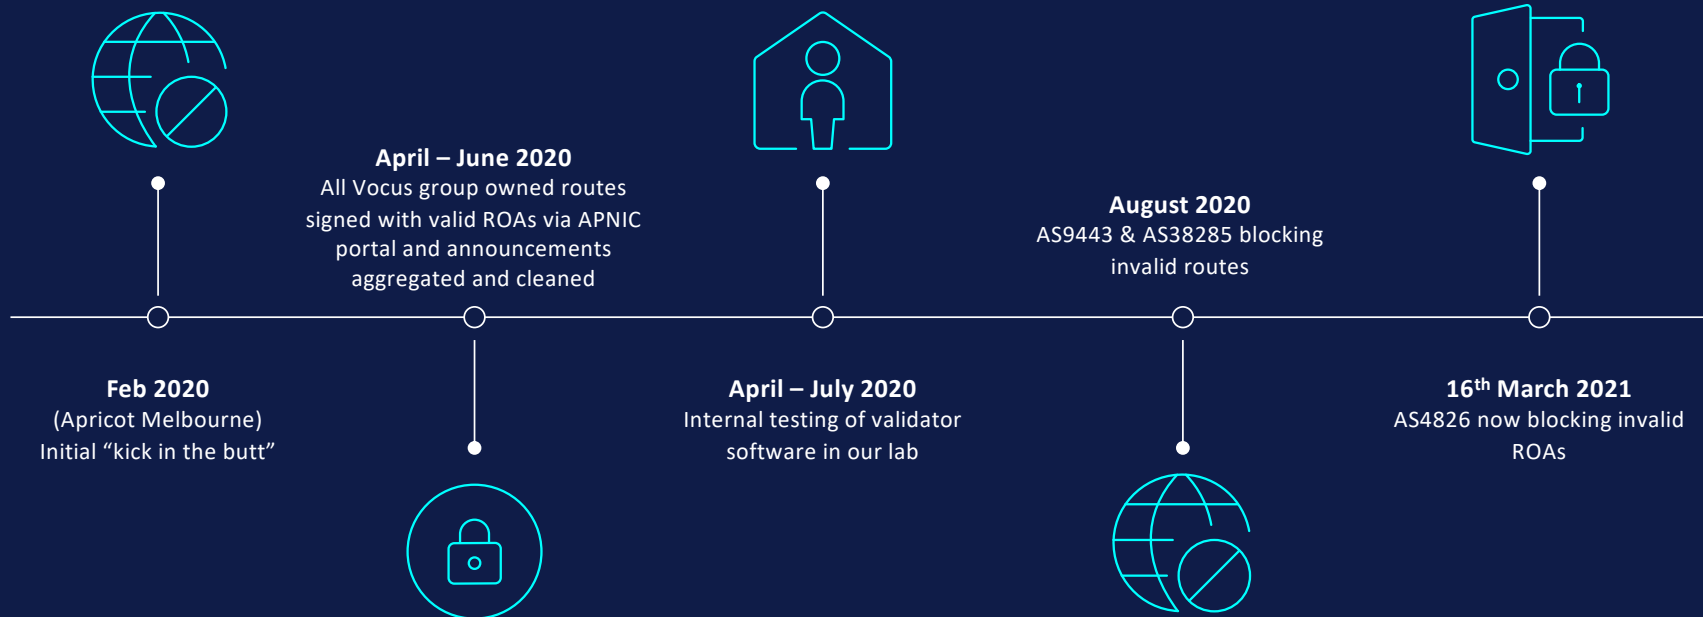 Feb 2020
(Apricot Melbourne)
Initial “kick in the butt”
April – June 2020
All Vocus group owned routes
signed with valid ROAs via APNIC
portal and announcements
aggregated and cleaned
April – July 2020
Internal testing of validator
software in our lab
August 2020
AS9443 & AS38285 blocking
invalid routes
16th March 2021
AS4826 now blocking invalid
ROAs